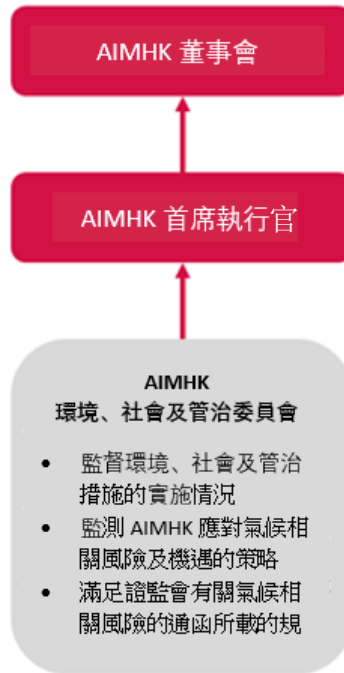 AIMHK 董事會
AIMHK 首席執行官
AIMHK
環境、社會及管治委員會
• 監督環境、社會及管治
措施的實施情況
• 監測 AIMHK 應對氣候相
關風險及機遇的策略
• 滿足證監會有關氣候相
關風險的通函所載的規